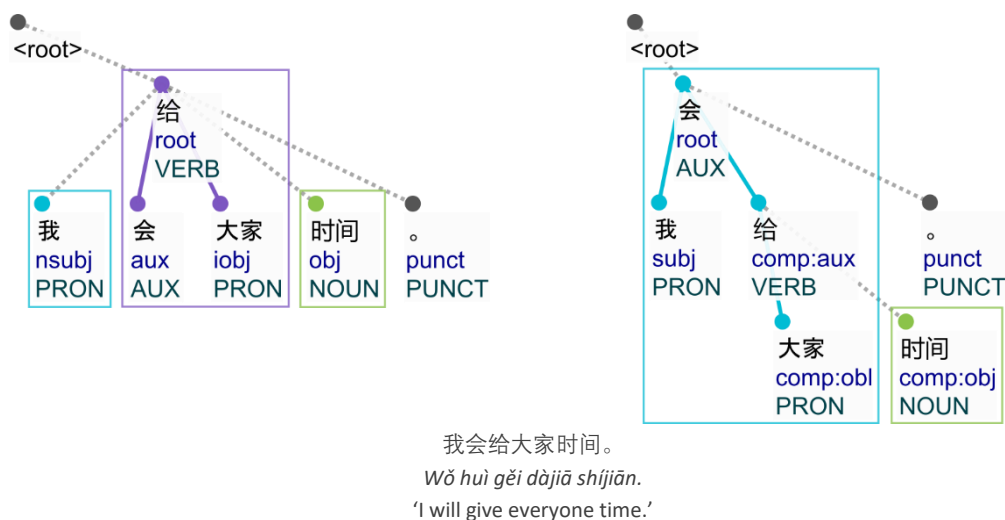 <root>
给
root
VERB
我
nsubj
PRON
会
aux
AUX
大家
iobj
PRON
时间
obj
NOUN
。
punct
PUNCT
<root>
会
root
AUX
我
subj
PRON
给
comp:aux
VERB
。
punct
PUNCT
大家
comp:obl
PRON
时间
comp:obj
NOUN
我会给大家时间。
Wǒ huì gěi dàjiā shíjiān.
‘I will give everyone time.’